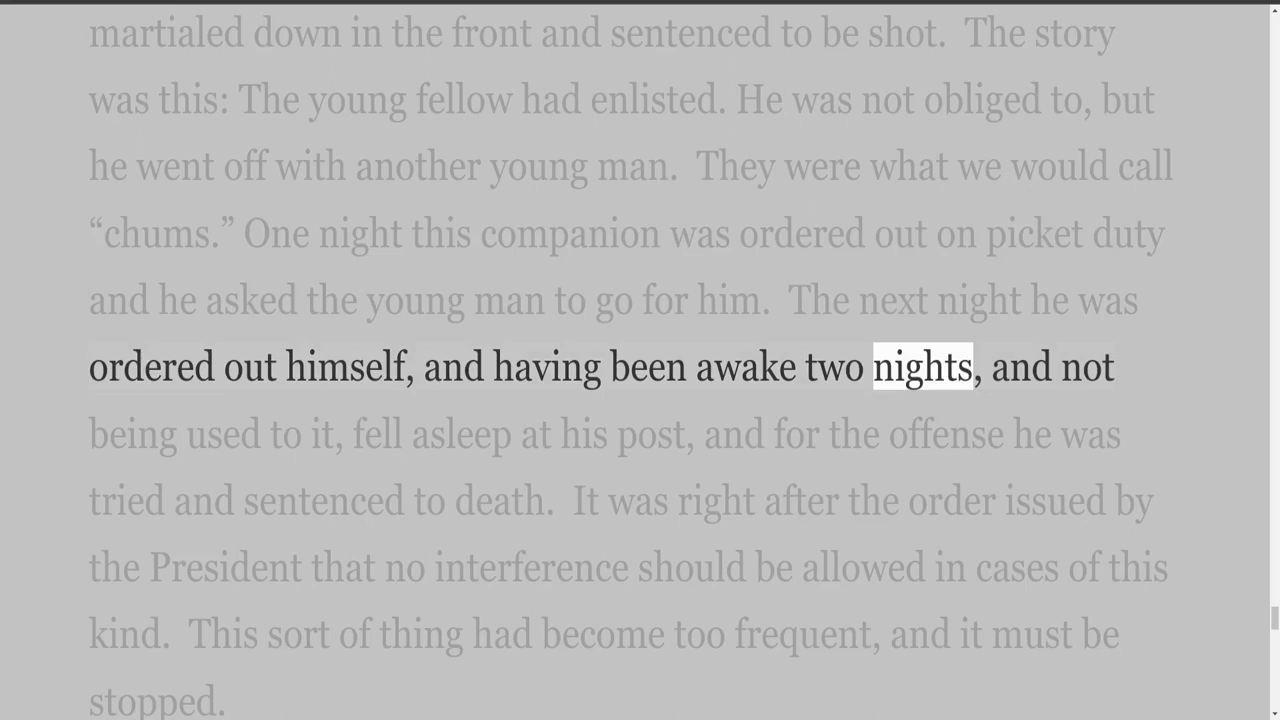 martialed down in the front and sentenced to be shot.  The story
was this: The young fellow had enlisted. He was not obliged to, but
he went off with another young man.  They were what we would call
“chums.” One night this companion was ordered out on picket duty
and he asked the young man to go for him.  The next night he was
ordered out himself, and having been awake two nights, and not
being used to it, fell asleep at his post, and for the offense he was
tried and sentenced to death.  It was right after the order issued by
the President that no interference should be allowed in cases of this
kind.  This sort of thing had become too frequent, and it must be
stopped.